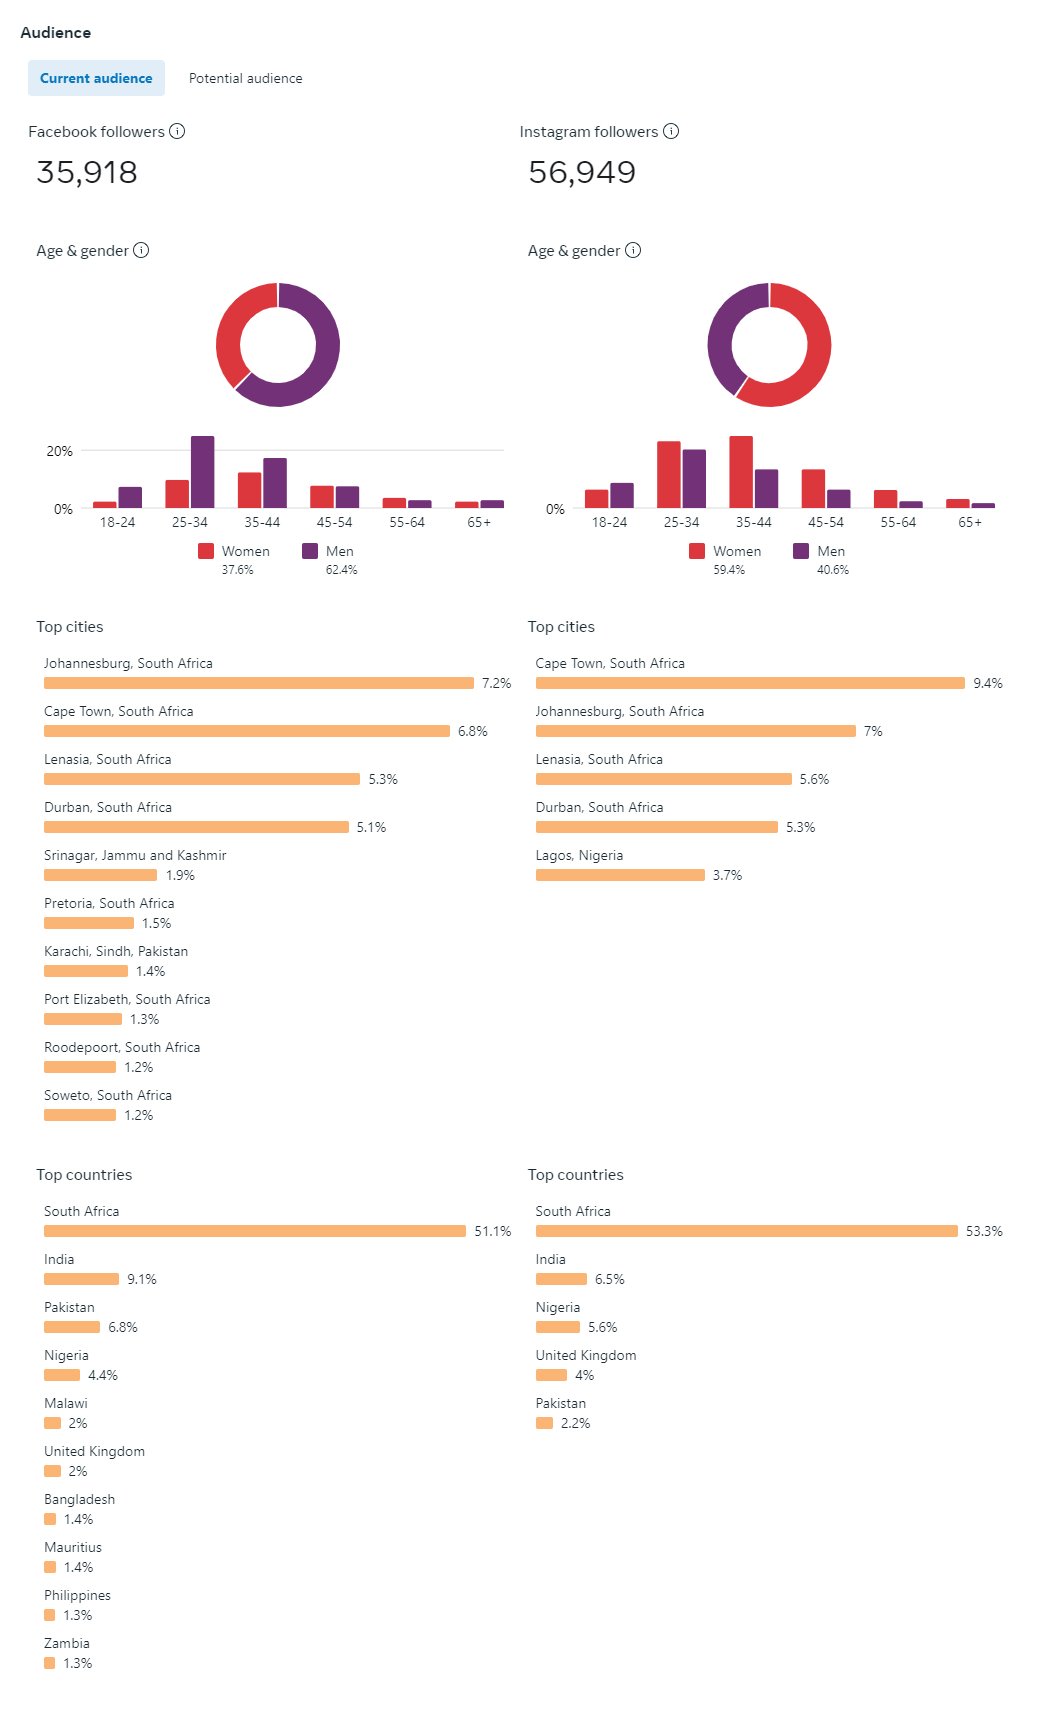 Audience
Current audience
Potential audience
Facebook followers
35,918
Age & gender
20%
0%
18-24 25-34 35-44 45-54 55-64 65+
Women
37.6%
Men
62.4%
Instagram followers
56,949
Age & gender
0%
18-24 25-34 35-44 45-54 55-64 65+
Women
59.4%
Men
40.6%
Top cities
Johannesburg, South Africa
7.2%
Cape Town, South Africa
6.8%
Lenasia, South Africa
5.3%
Durban, South Africa
5.1%
Srinagar, Jammu and Kashmir
1.9%
Pretoria, South Africa
1.5%
Karachi, Sindh, Pakistan
1.4%
Port Elizabeth, South Africa
1.3%
Roodepoort, South Africa
1.2%
Soweto, South Africa
1.2%
Top cities
Cape Town, South Africa
9.4%
Johannesburg, South Africa
7%
Lenasia, South Africa
5.6%
Durban, South Africa
5.3%
Lagos, Nigeria
3.7%
Top countries
South Africa
51.1%
India
9.1%
Pakistan
6.8%
Nigeria
4.4%
Malawi
2%
United Kingdom
2%
Bangladesh
1.4%
Mauritius
1.4%
Philippines
1.3%
Zambia
1.3%
Top countries
South Africa
53.3%
India
6.5%
Nigeria
5.6%
United Kingdom
4%
Pakistan
2.2%